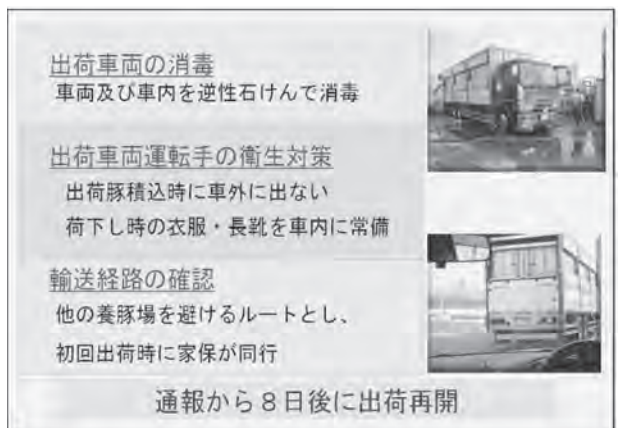 出荷車両の消毒
車両及び車内を逆性石けんで消毒
出荷車両運転手の衛生対策
出荷豚積込時に車外に出ない
荷下し時の衣服・長靴を車内に常備
輸送経路の確認
他の養豚場を避けるルートとし、
初回出荷時に家保が同行
通報から8日後に出荷再開